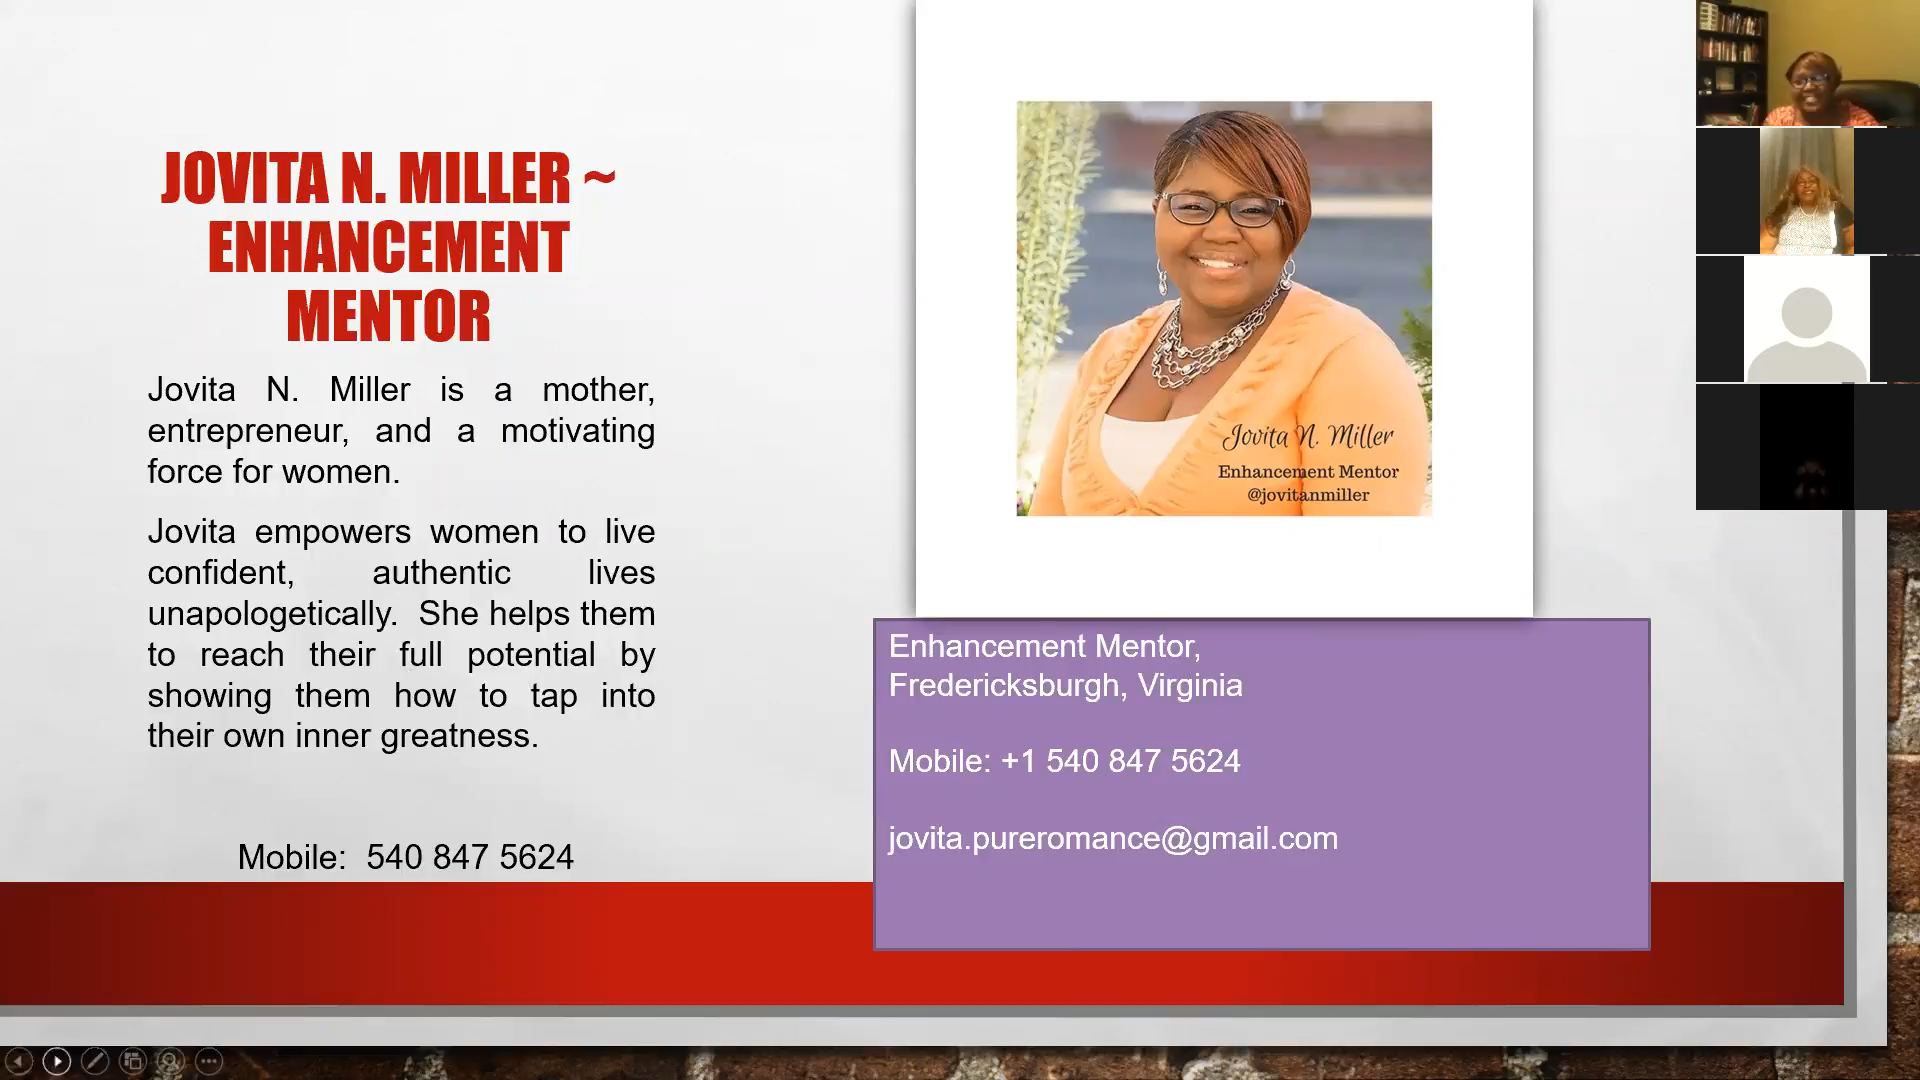 JOVITA N. MILLER ~
ENHANCEMENT
MENTOR
Jovita N. Miller is a mother,
entrepreneur, and a motivating
force for women.
Jovita empowers women to live
confident, authentic lives
unapologetically. She helps them
to reach their full potential by
showing them how to tap into
their own inner greatness.
Mobile: 540 847 5624
Jovita N. Miller
Enhancement Mentor
@jovitanmiller
Enhancement Mentor,
Fredericksburgh, Virginia
Mobile: +1 540 847 5624
jovita.pureromance@gmail.com